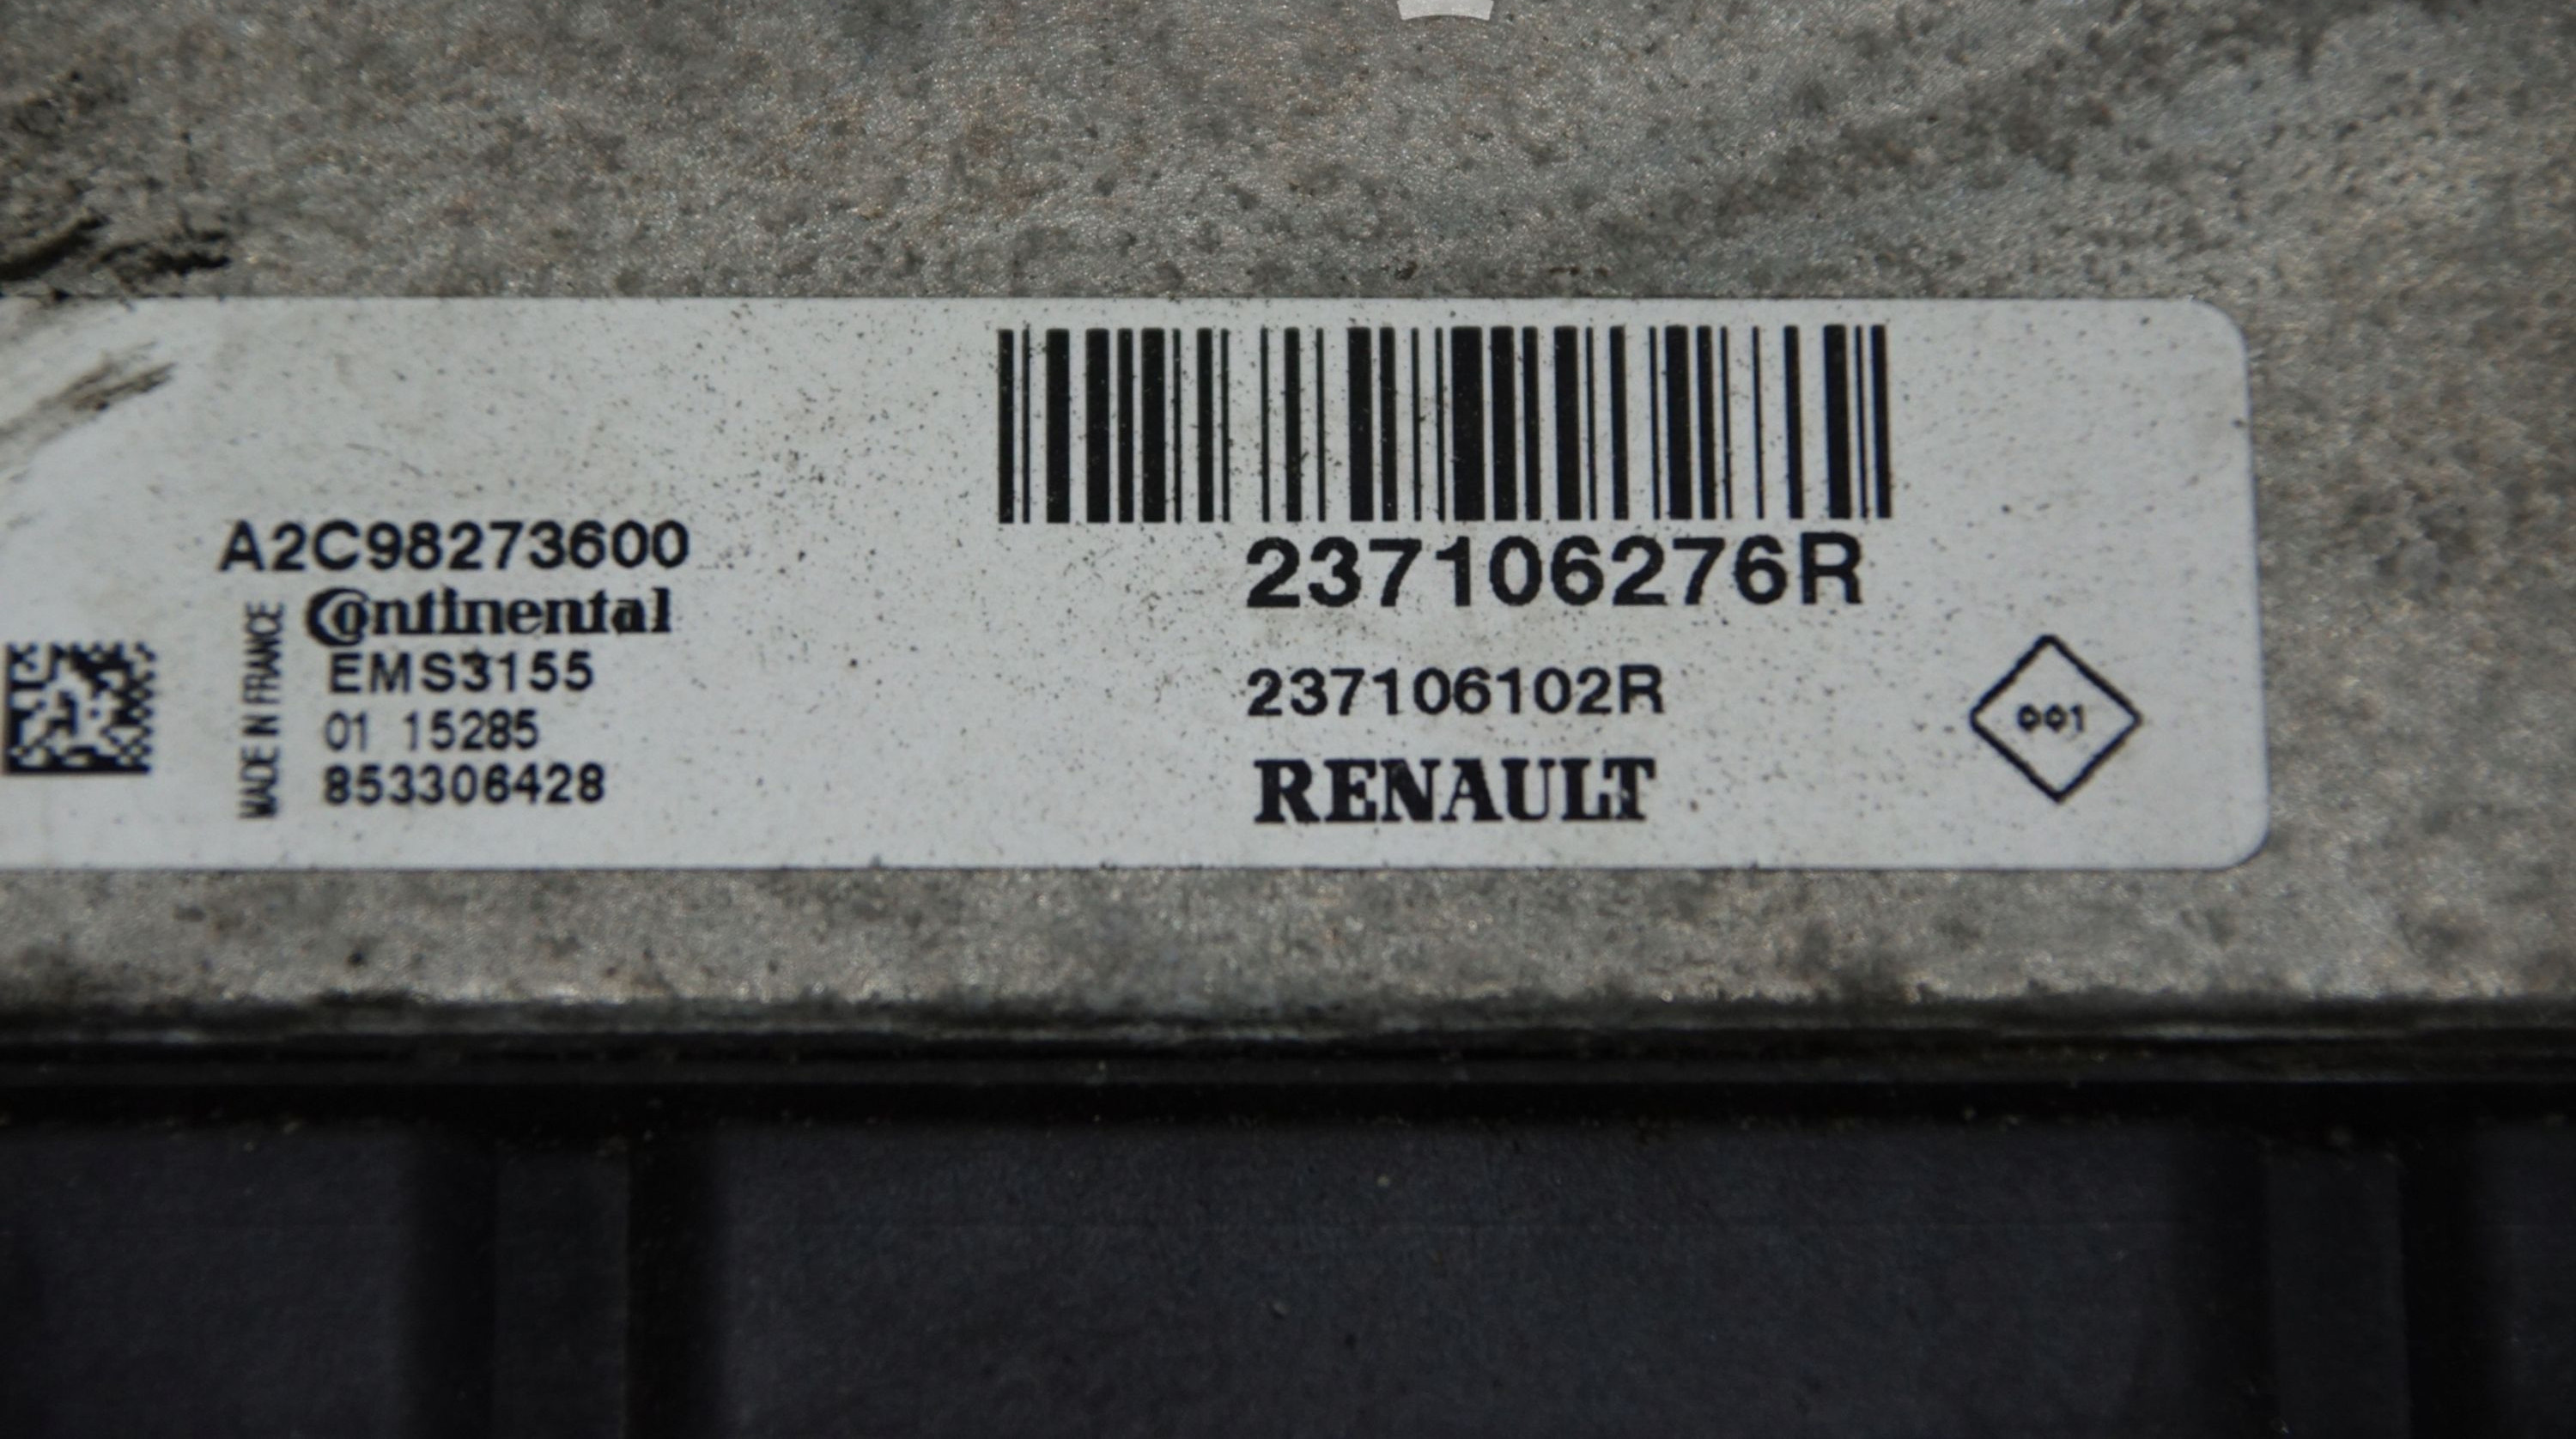 A2C98273600
Continental
MADE IN FRANCE
EMS3155
01 15285
853306428
237106276R
237106102R
RENAULT
001